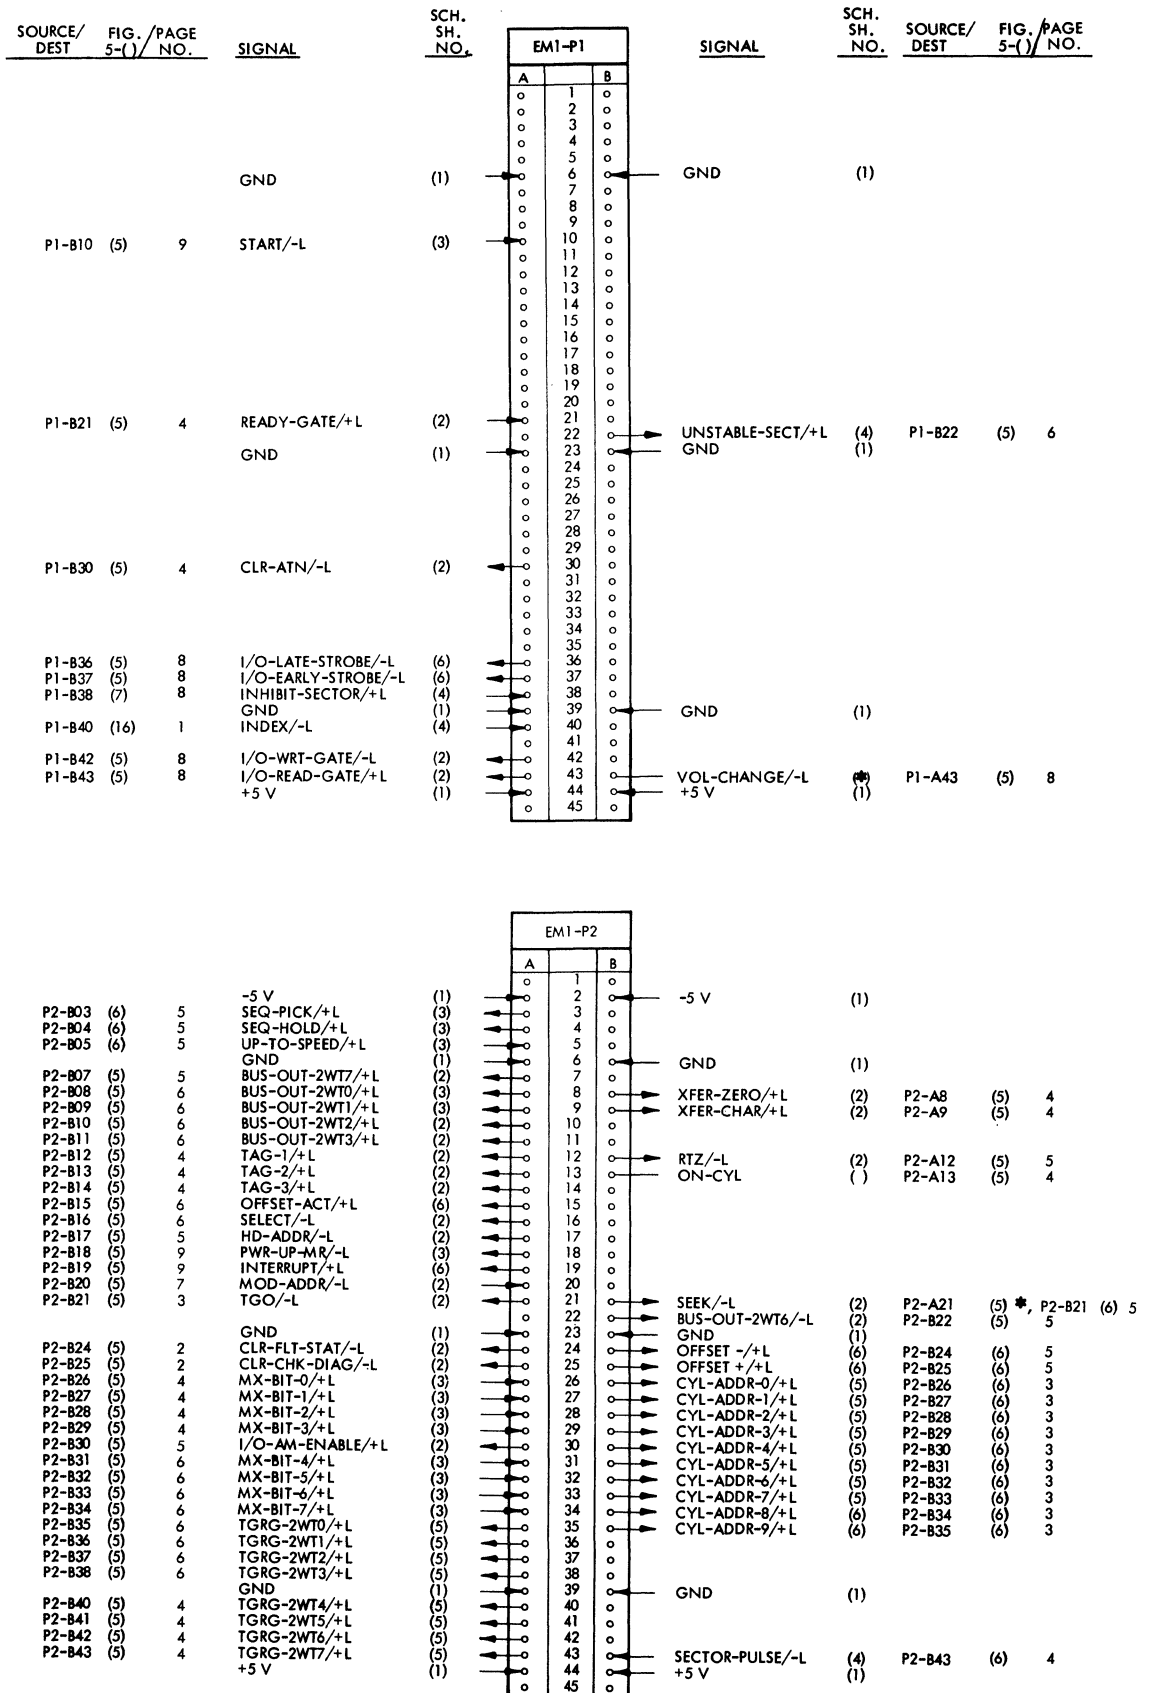 SOURCE/ DEST FIG. 5-( ) / PAGE NO. SIGNAL SCH. SH. NO. EM1-P1 SIGNAL SCH. SH. NO. SOURCE/ DEST FIG. 5-( ) / PAGE NO.
A B
1
2
3
4
5
GND (1) 6 GND (1)
7
8
9
P1-B10 (5) 9 START/-L (3) 10
11
12
13
14
15
16
17
18
19
20
P1-B21 (5) 4 READY-GATE/+L (2) 21
22 UNSTABLE-SECT/+L (4) P1-B22 (5) 6
GND (1) 23 GND (1)
24
25
26
27
28
29
P1-B30 (5) 4 CLR-ATN/-L (2) 30
31
32
33
34
35
P1-B36 (5) 8 I/O-LATE-STROBE/-L (6) 36
P1-B37 (5) 8 I/O-EARLY-STROBE/-L (6) 37
P1-B38 (7) 8 INHIBIT-SECTOR/+L (4) 38
GND (1) 39 GND (1)
P1-B40 (16) 1 INDEX/-L (4) 40
41
P1-B42 (5) 8 I/O-WRT-GATE/-L (2) 42
P1-B43 (5) 8 I/O-READ-GATE/+L (2) 43 VOL-CHANGE/-L (*) P1-A43 (5) 8
+5 V (1) 44 +5 V (1)
45
EM1-P2
A B
1
-5 V (1) 2 -5 V (1)
P2-B03 (6) 5 SEQ-PICK/+L (3) 3
P2-B04 (6) 5 SEQ-HOLD/+L (3) 4
P2-B05 (6) 5 UP-TO-SPEED/+L (3) 5
GND (1) 6 GND (1)
P2-B07 (5) 5 BUS-OUT-2WT7/+L (2) 7
P2-B08 (5) 6 BUS-OUT-2WT0/+L (3) 8 XFER-ZERO/+L (2) P2-A8 (5) 4
P2-B09 (5) 6 BUS-OUT-2WT1/+L (3) 9 XFER-CHAR/+L (2) P2-A9 (5) 4
P2-B10 (5) 6 BUS-OUT-2WT2/+L (2) 10
P2-B11 (5) 6 BUS-OUT-2WT3/+L (2) 11
P2-B12 (5) 4 TAG-1/+L (2) 12 RTZ/-L (2) P2-A12 (5) 5
P2-B13 (5) 4 TAG-2/+L (2) 13 ON-CYL ( ) P2-A13 (5) 4
P2-B14 (5) 4 TAG-3/+L (2) 14
P2-B15 (5) 6 OFFSET-ACT/+L (6) 15
P2-B16 (5) 6 SELECT/-L (2) 16
P2-B17 (5) 5 HD-ADDR/-L (2) 17
P2-B18 (5) 9 PWR-UP-MR/-L (3) 18
P2-B19 (5) 9 INTERRUPT/+L (6) 19
P2-B20 (5) 7 MOD-ADDR/-L (2) 20
P2-B21 (5) 3 TGO/-L (2) 21 SEEK/-L (2) P2-A21 (5) *, P2-B21 (6) 5
22 BUS-OUT-2WT6/-L (2) P2-B22 (5) 5
GND (1) 23 GND (1)
P2-B24 (5) 2 CLR-FLT-STAT/-L (2) 24 OFFSET -/+L (6) P2-B24 (6) 5
P2-B25 (5) 2 CLR-CHK-DIAG/-L (2) 25 OFFSET +/+L (6) P2-B25 (6) 5
P2-B26 (5) 4 MX-BIT-0/+L (3) 26 CYL-ADDR-0/+L (5) P2-B26 (6) 3
P2-B27 (5) 4 MX-BIT-1/+L (3) 27 CYL-ADDR-1/+L (5) P2-B27 (6) 3
P2-B28 (5) 4 MX-BIT-2/+L (3) 28 CYL-ADDR-2/+L (5) P2-B28 (6) 3
P2-B29 (5) 4 MX-BIT-3/+L (3) 29 CYL-ADDR-3/+L (5) P2-B29 (6) 3
P2-B30 (5) 5 I/O-AM-ENABLE/+L (2) 30 CYL-ADDR-4/+L (5) P2-B30 (6) 3
P2-B31 (5) 6 MX-BIT-4/+L (3) 31 CYL-ADDR-5/+L (5) P2-B31 (6) 3
P2-B32 (5) 6 MX-BIT-5/+L (3) 32 CYL-ADDR-6/+L (5) P2-B32 (6) 3
P2-B33 (5) 6 MX-BIT-6/+L (3) 33 CYL-ADDR-7/+L (5) P2-B33 (6) 3
P2-B34 (5) 6 MX-BIT-7/+L (3) 34 CYL-ADDR-8/+L (6) P2-B34 (6) 3
P2-B35 (5) 6 TGRG-2WT0/+L (5) 35 CYL-ADDR-9/+L (6) P2-B35 (6) 3
P2-B36 (5) 6 TGRG-2WT1/+L (5) 36
P2-B37 (5) 6 TGRG-2WT2/+L (5) 37
P2-B38 (5) 6 TGRG-2WT3/+L (5) 38
GND (1) 39 GND (1)
P2-B40 (5) 4 TGRG-2WT4/+L (5) 40
P2-B41 (5) 4 TGRG-2WT5/+L (5) 41
P2-B42 (5) 4 TGRG-2WT6/+L (5) 42
P2-B43 (5) 4 TGRG-2WT7/+L (5) 43 SECTOR-PULSE/-L (4) P2-B43 (6) 4
+5 V (1) 44 +5 V (1)
45